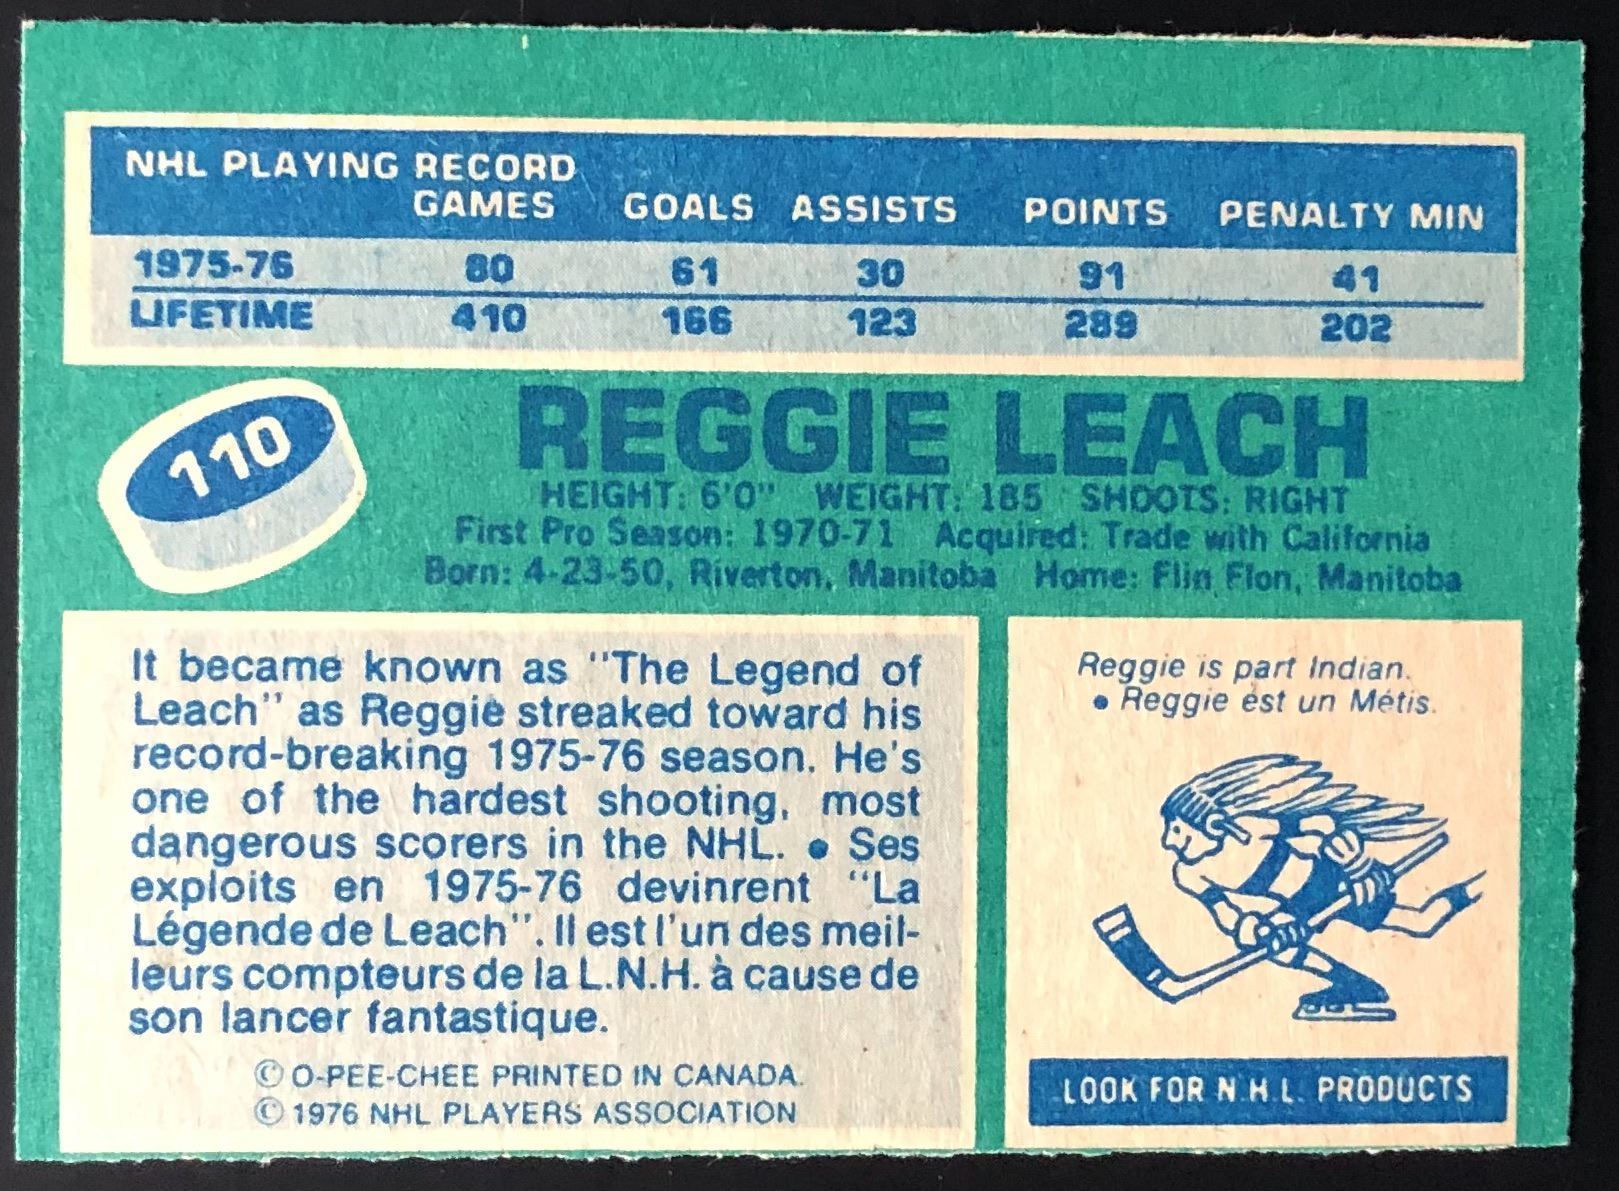 NHL PLAYING RECORD
GAMES GOALS ASSISTS POINTS PENALTY MIN
1975-76 80 61 30 91 41
LIFETIME 410 166 123 289 202
110
REGGIE LEACH
HEIGHT: 6'0" WEIGHT: 185 SHOOTS: RIGHT
First Pro Season: 1970-71 Acquired: Trade with California
Born: 4-23-50, Riverton, Manitoba Home: Flin Flon, Manitoba
It became known as "The Legend of
Leach" as Reggie streaked toward his
record-breaking 1975-76 season. He's
one of the hardest shooting, most
dangerous scorers in the NHL. • Ses
exploits en 1975-76 devinrent "La
Légende de Leach". Il est l'un des meil-
leurs compteurs de la L.N.H. à cause de
son lancer fantastique.
© O-PEE-CHEE PRINTED IN CANADA.
© 1976 NHL PLAYERS ASSOCIATION
Reggie is part Indian.
• Reggie est un Métis.
LOOK FOR N.H.L. PRODUCTS